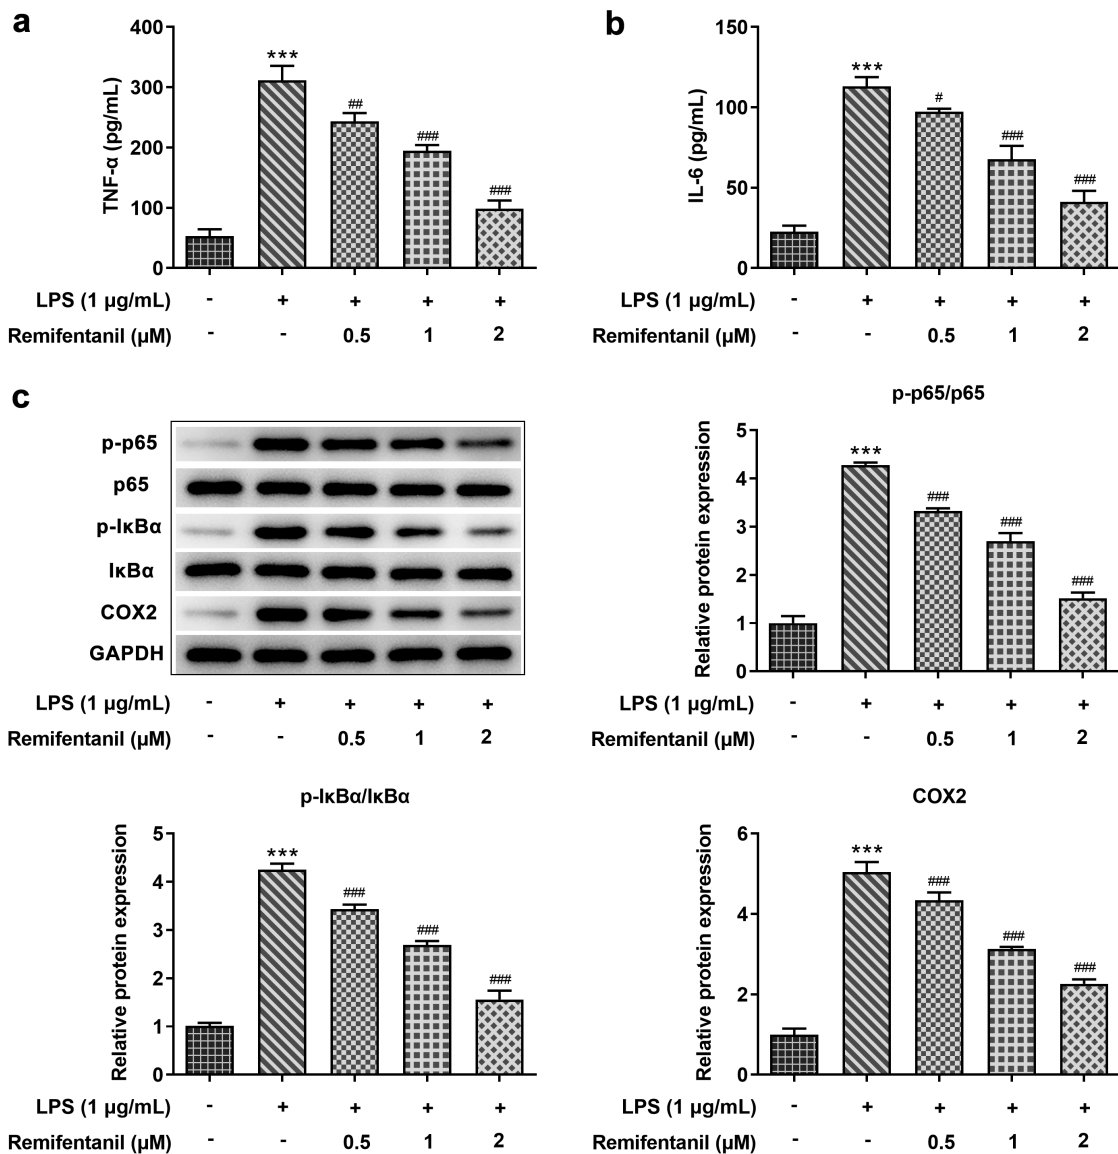 a
TNF-α (pg/mL)
400
300
200
100
0
***
##
###
###
LPS (1 µg/mL) - + + + +
Remifentanil (µM) - - 0.5 1 2
b
IL-6 (pg/mL)
150
100
50
0
***
#
###
###
LPS (1 µg/mL) - + + + +
Remifentanil (µM) - - 0.5 1 2
c
p-p65
p65
p-IκBα
IκBα
COX2
GAPDH
LPS (1 µg/mL) - + + + +
Remifentanil (µM) - - 0.5 1 2
p-p65/p65
Relative protein expression
5
4
3
2
1
0
***
###
###
###
LPS (1 µg/mL) - + + + +
Remifentanil (µM) - - 0.5 1 2
p-IκBα/IκBα
Relative protein expression
5
4
3
2
1
0
***
###
###
###
LPS (1 µg/mL) - + + + +
Remifentanil (µM) - - 0.5 1 2
COX2
Relative protein expression
6
4
2
0
***
###
###
###
LPS (1 µg/mL) - + + + +
Remifentanil (µM) - - 0.5 1 2